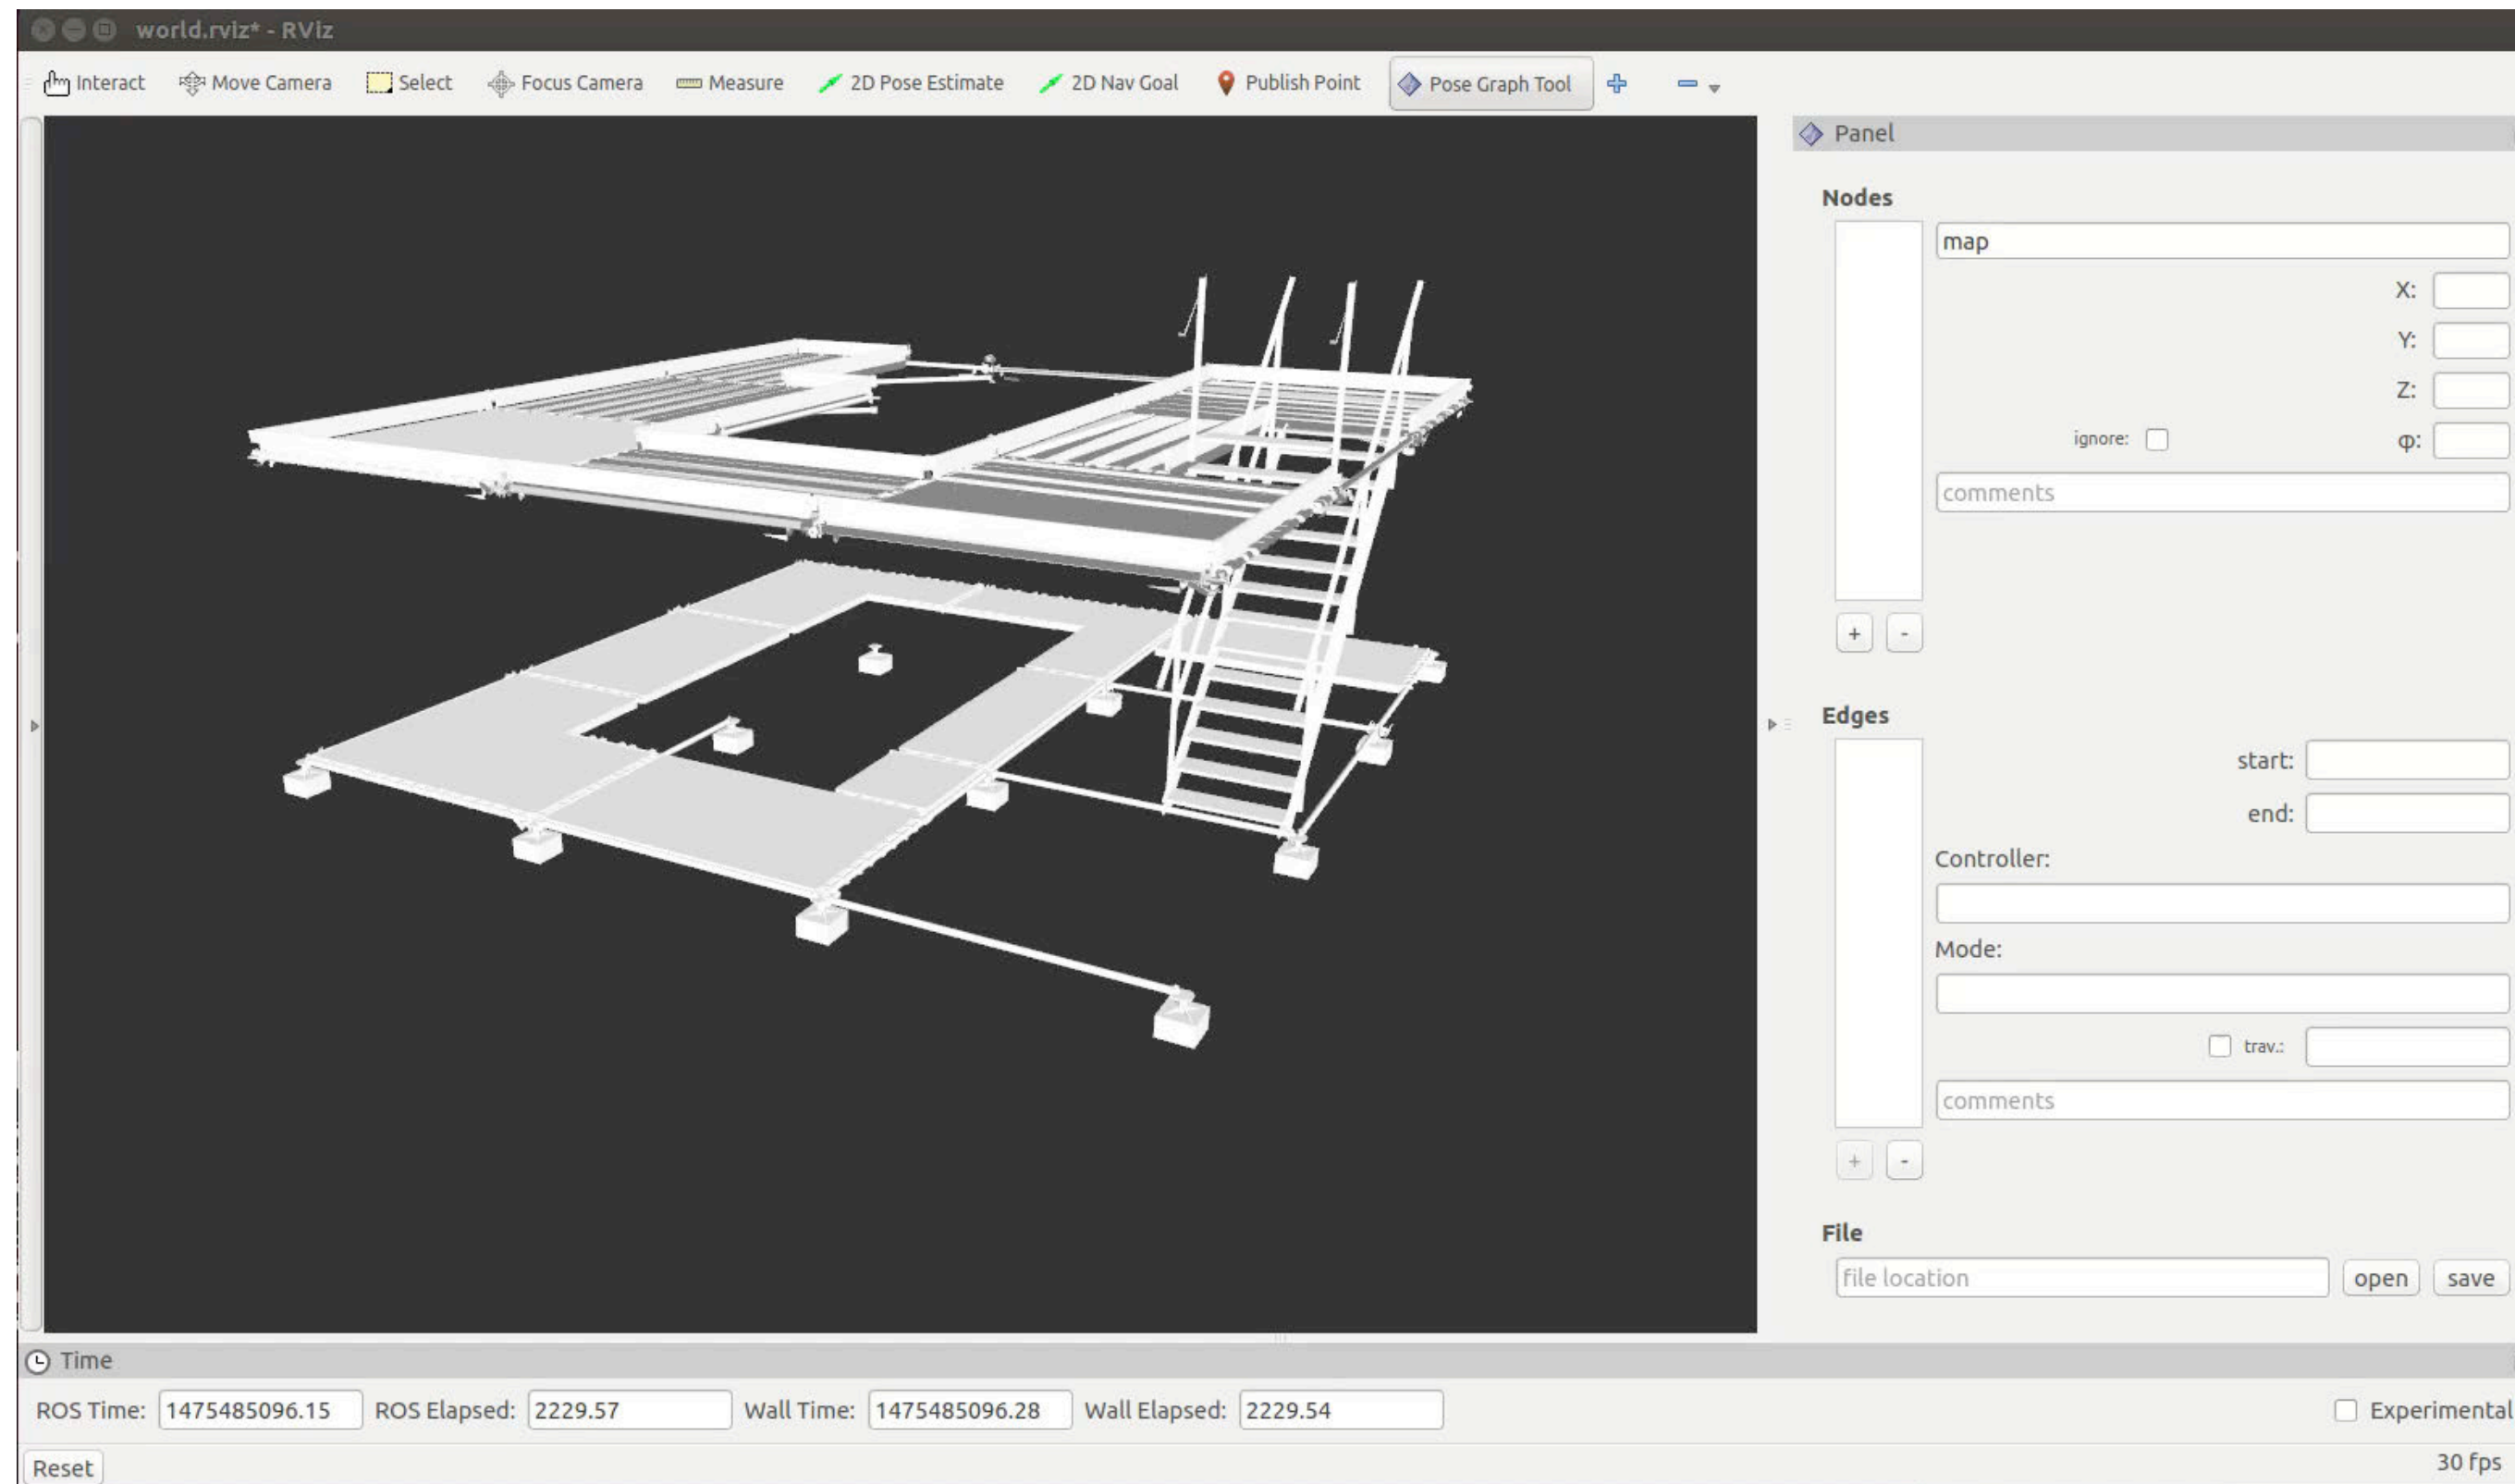 world.rviz* - RViz
Interact Move Camera Select Focus Camera Measure 2D Pose Estimate 2D Nav Goal Publish Point Pose Graph Tool
Panel
Nodes
map
X:
Y:
Z:
ignore: φ:
comments
+ -
Edges
start:
end:
Controller:
Mode:
trav.:
comments
+ -
File
file location open save
Time
ROS Time: 1475485096.15 ROS Elapsed: 2229.57 Wall Time: 1475485096.28 Wall Elapsed: 2229.54 Experimental
Reset 30 fps